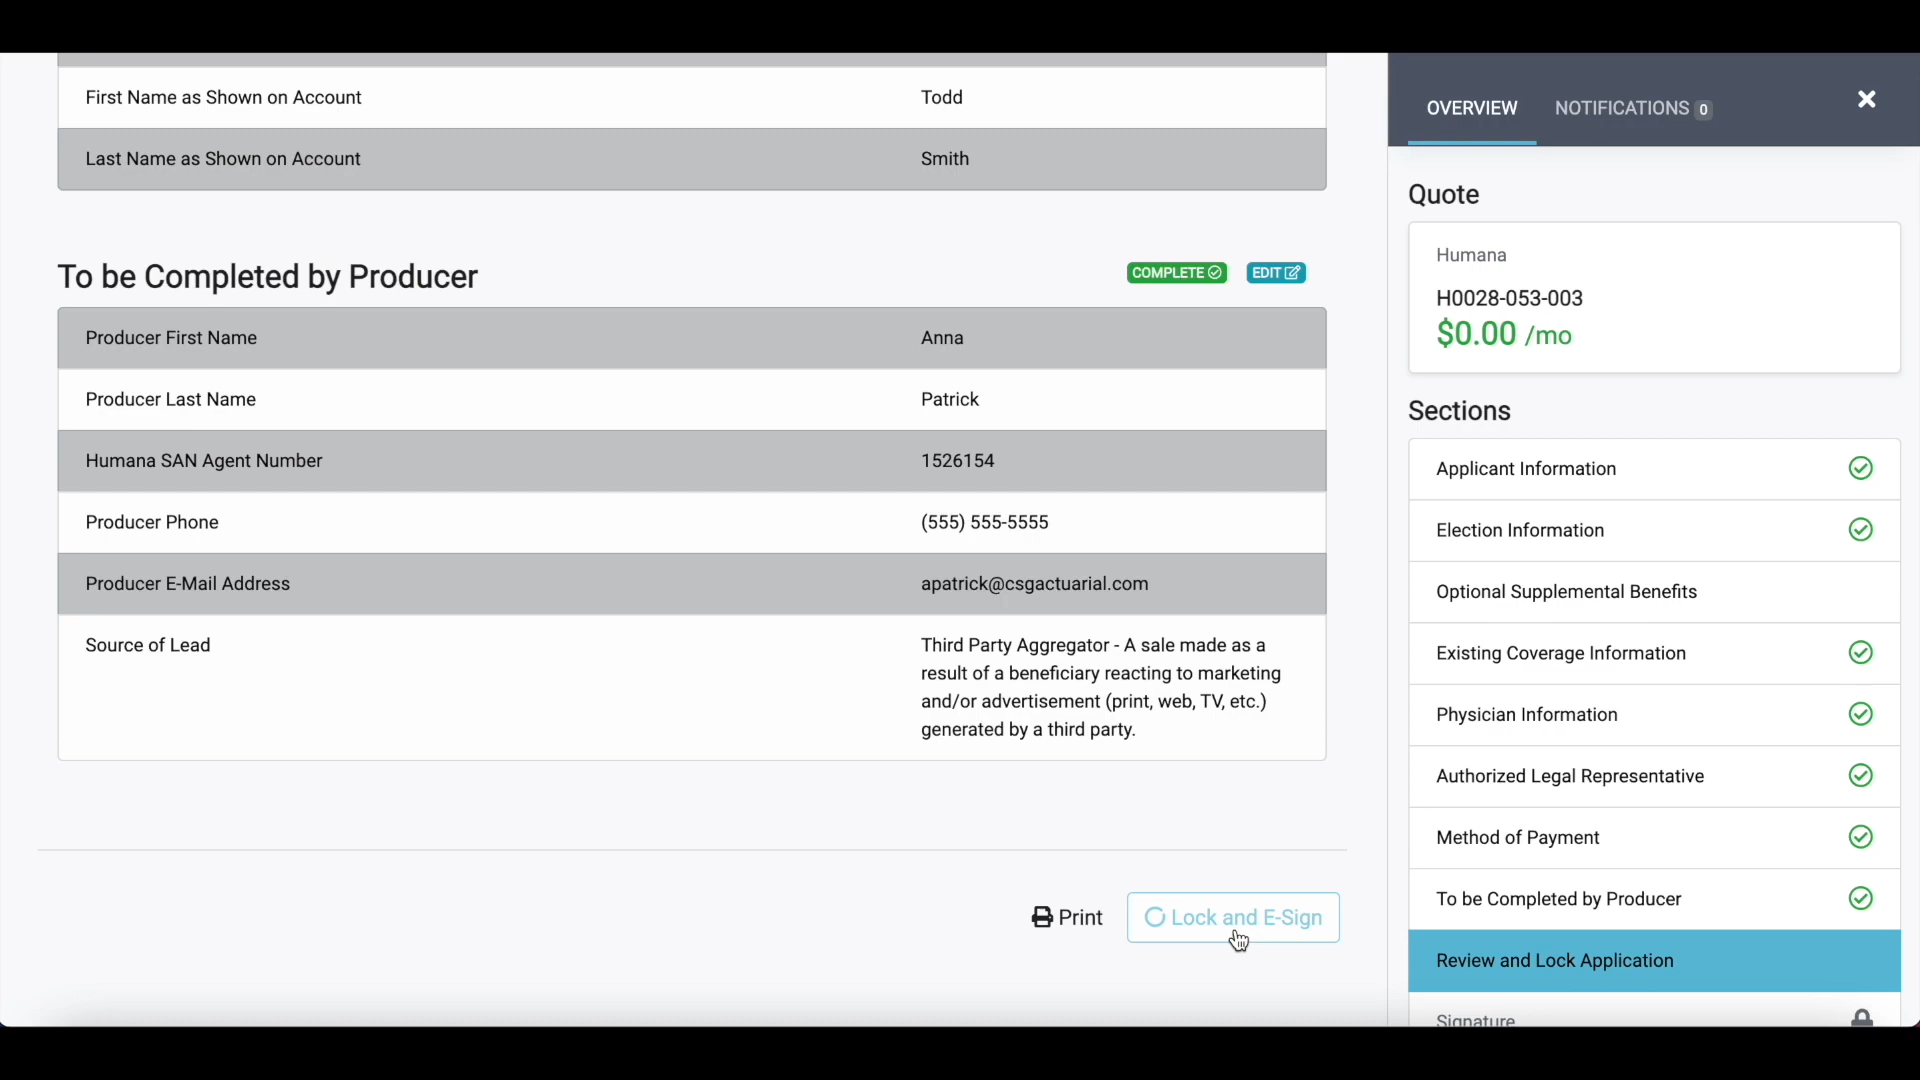 First Name as Shown on Account Todd
Last Name as Shown on Account Smith
To be Completed by Producer COMPLETE EDIT
Producer First Name Anna
Producer Last Name Patrick
Humana SAN Agent Number 1526154
Producer Phone (555) 555-5555
Producer E-Mail Address apatrick@csgactuarial.com
Source of Lead Third Party Aggregator - A sale made as a
result of a beneficiary reacting to marketing
and/or advertisement (print, web, TV, etc.)
generated by a third party.
Print Lock and E-Sign
OVERVIEW NOTIFICATIONS 0
Quote
Humana
H0028-053-003
$0.00 /mo
Sections
Applicant Information
Election Information
Optional Supplemental Benefits
Existing Coverage Information
Physician Information
Authorized Legal Representative
Method of Payment
To be Completed by Producer
Review and Lock Application
Signature